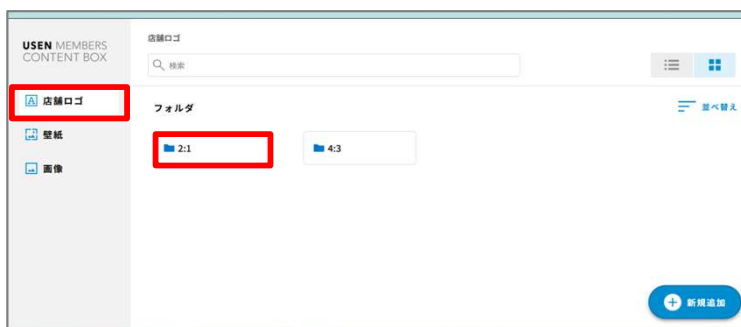 USEN MEMBERS
CONTENT BOX
店舗ロゴ
壁紙
画像
店舗ロゴ
検索
フォルダ
並べ替え
2:1
4:3
新規追加